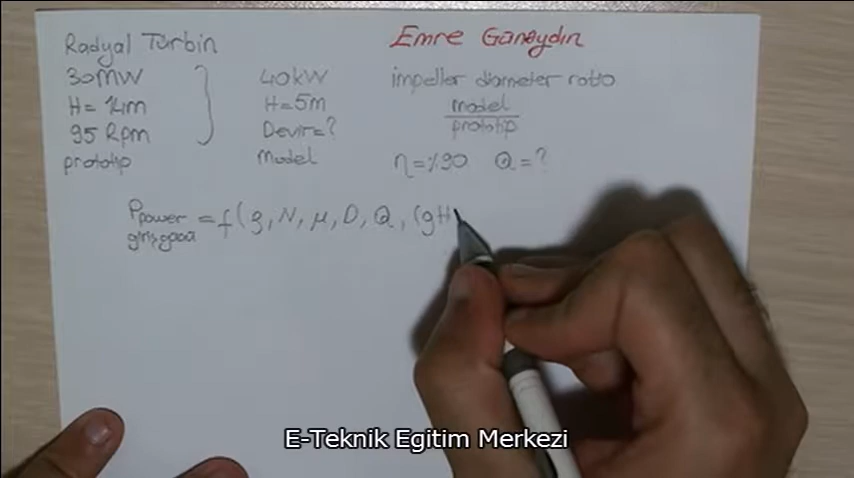 Radyal Türbin
Emre Günaydın
30MW
H= 14m
95 Rpm
prototip
40kW
H=5m
Devir=?
Model
impeller diameter ratio
model
prototip
η=%90 Q=?
Ppower = f(ρ, N, μ, D, Q, (gH)
giriş gücü
E-Teknik Egitim Merkezi